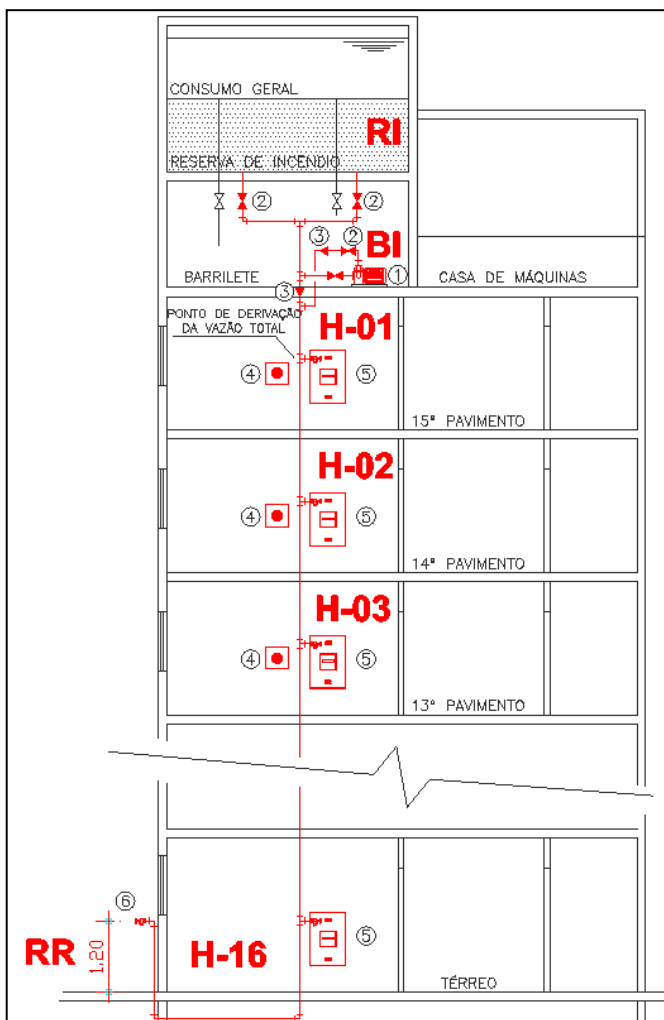 CONSUMO GERAL
RI
RESERVA DE INCENDIO
② ②
BI
③ ②
①
BARRILETE
CASA DE MÁQUINAS
③
PONTO DE DERIVAÇÃO
DA VAZÃO TOTAL
H-01
④ ⑤
15º PAVIMENTO
H-02
④ ⑤
14º PAVIMENTO
H-03
④ ⑤
13º PAVIMENTO
⑥
⑤
RR
1,20
H-16
TÉRREO